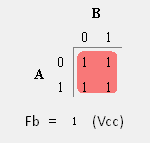 B
0 1
A
0 1 1
1 1 1
Fb = 1 (Vcc)